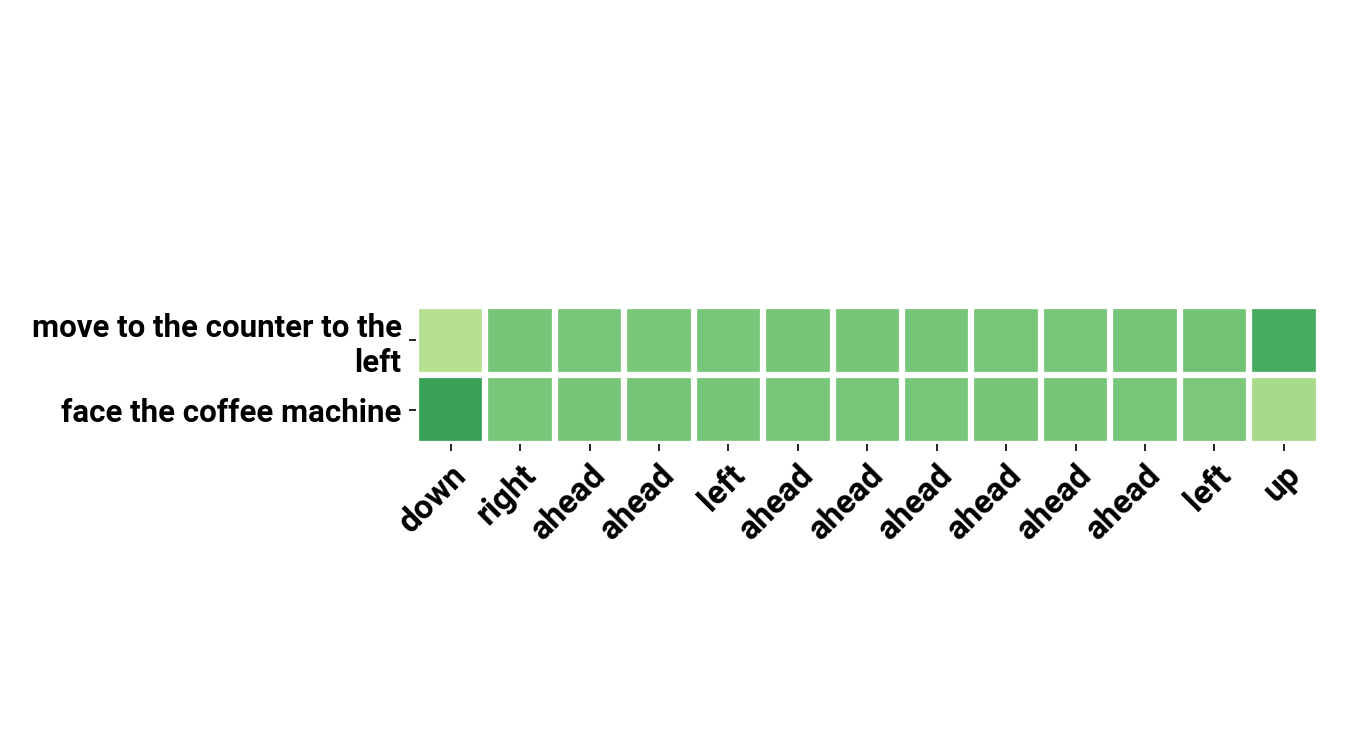 move to the counter to the
left
face the coffee machine
down
right
ahead
ahead
left
ahead
ahead
ahead
ahead
ahead
ahead
left
up